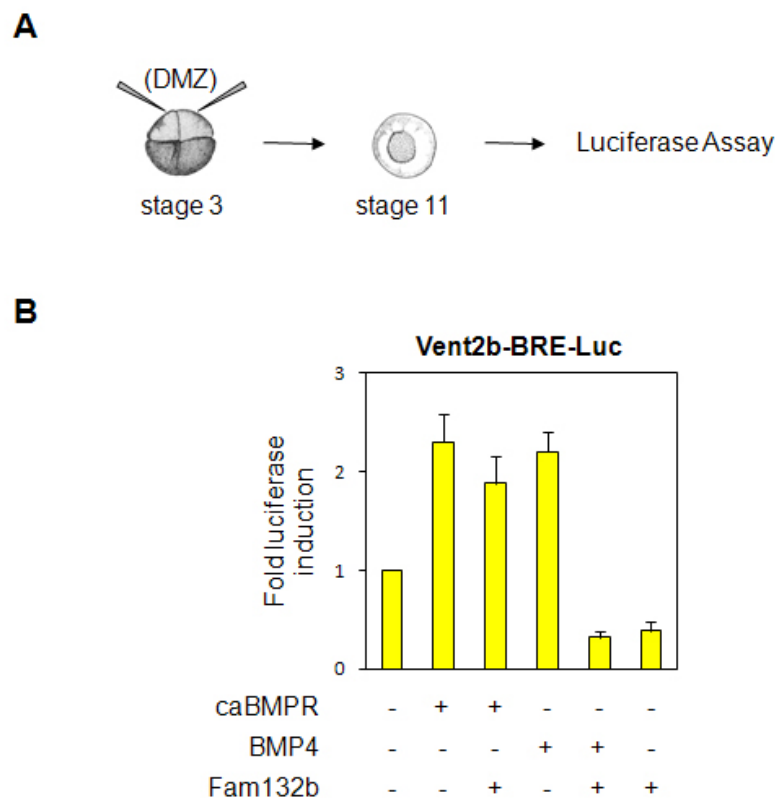 A
(DMZ)
stage 3
stage 11
Luciferase Assay
B
Vent2b-BRE-Luc
Fold luciferase
induction
3
2
1
0
caBMPR - + + - - -
BMP4 - - - + + -
Fam132b - - + - + +